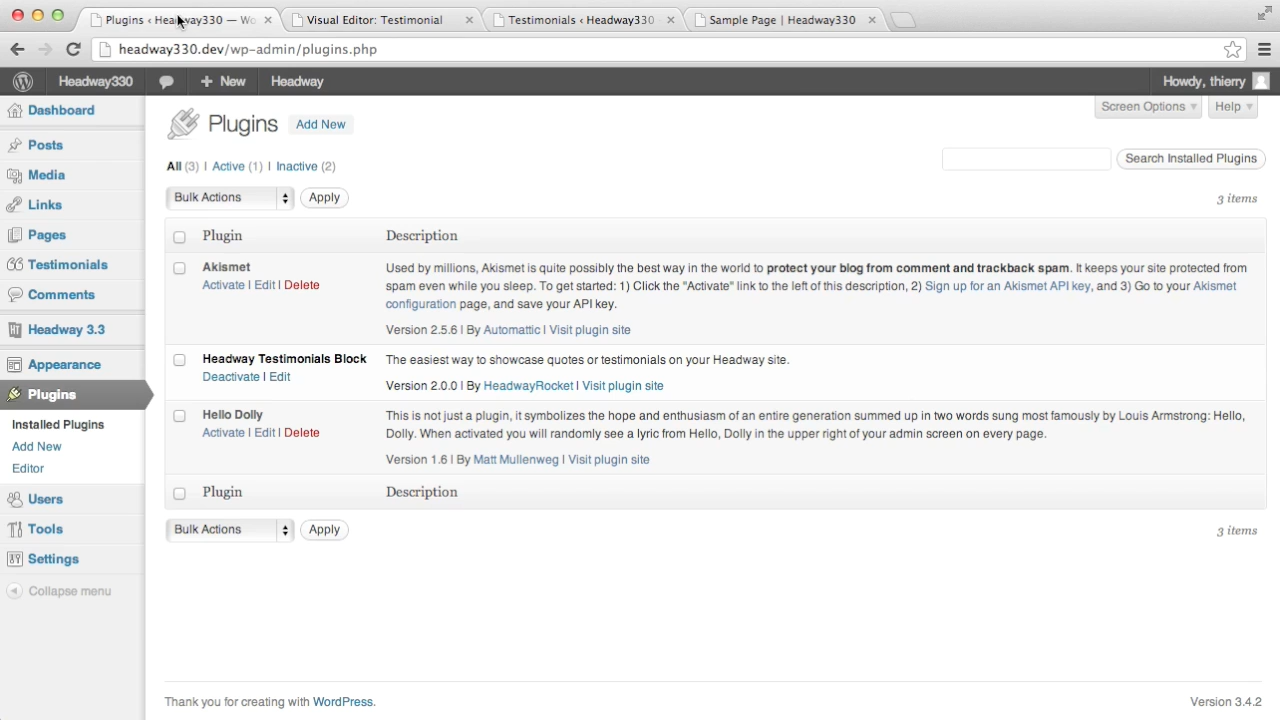 Plugins ‹ Headway330 — Wo
Visual Editor: Testimonial
Testimonials ‹ Headway330
Sample Page | Headway330
headway330.dev/wp-admin/plugins.php
Headway330
+ New
Headway
Howdy, thierry
Dashboard
Posts
Media
Links
Pages
Testimonials
Comments
Headway 3.3
Appearance
Plugins
Installed Plugins
Add New
Editor
Users
Tools
Settings
Collapse menu
Screen Options
Help
Plugins
Add New
All (3) | Active (1) | Inactive (2)
Search Installed Plugins
Bulk Actions
Apply
3 items
Plugin
Description
Akismet
Activate | Edit | Delete
Used by millions, Akismet is quite possibly the best way in the world to protect your blog from comment and trackback spam. It keeps your site protected from
spam even while you sleep. To get started: 1) Click the "Activate" link to the left of this description, 2) Sign up for an Akismet API key, and 3) Go to your Akismet
configuration page, and save your API key.
Version 2.5.6 | By Automattic | Visit plugin site
Headway Testimonials Block
Deactivate | Edit
The easiest way to showcase quotes or testimonials on your Headway site.
Version 2.0.0 | By HeadwayRocket | Visit plugin site
Hello Dolly
Activate | Edit | Delete
This is not just a plugin, it symbolizes the hope and enthusiasm of an entire generation summed up in two words sung most famously by Louis Armstrong: Hello,
Dolly. When activated you will randomly see a lyric from Hello, Dolly in the upper right of your admin screen on every page.
Version 1.6 | By Matt Mullenweg | Visit plugin site
Plugin
Description
Bulk Actions
Apply
3 items
Thank you for creating with WordPress.
Version 3.4.2